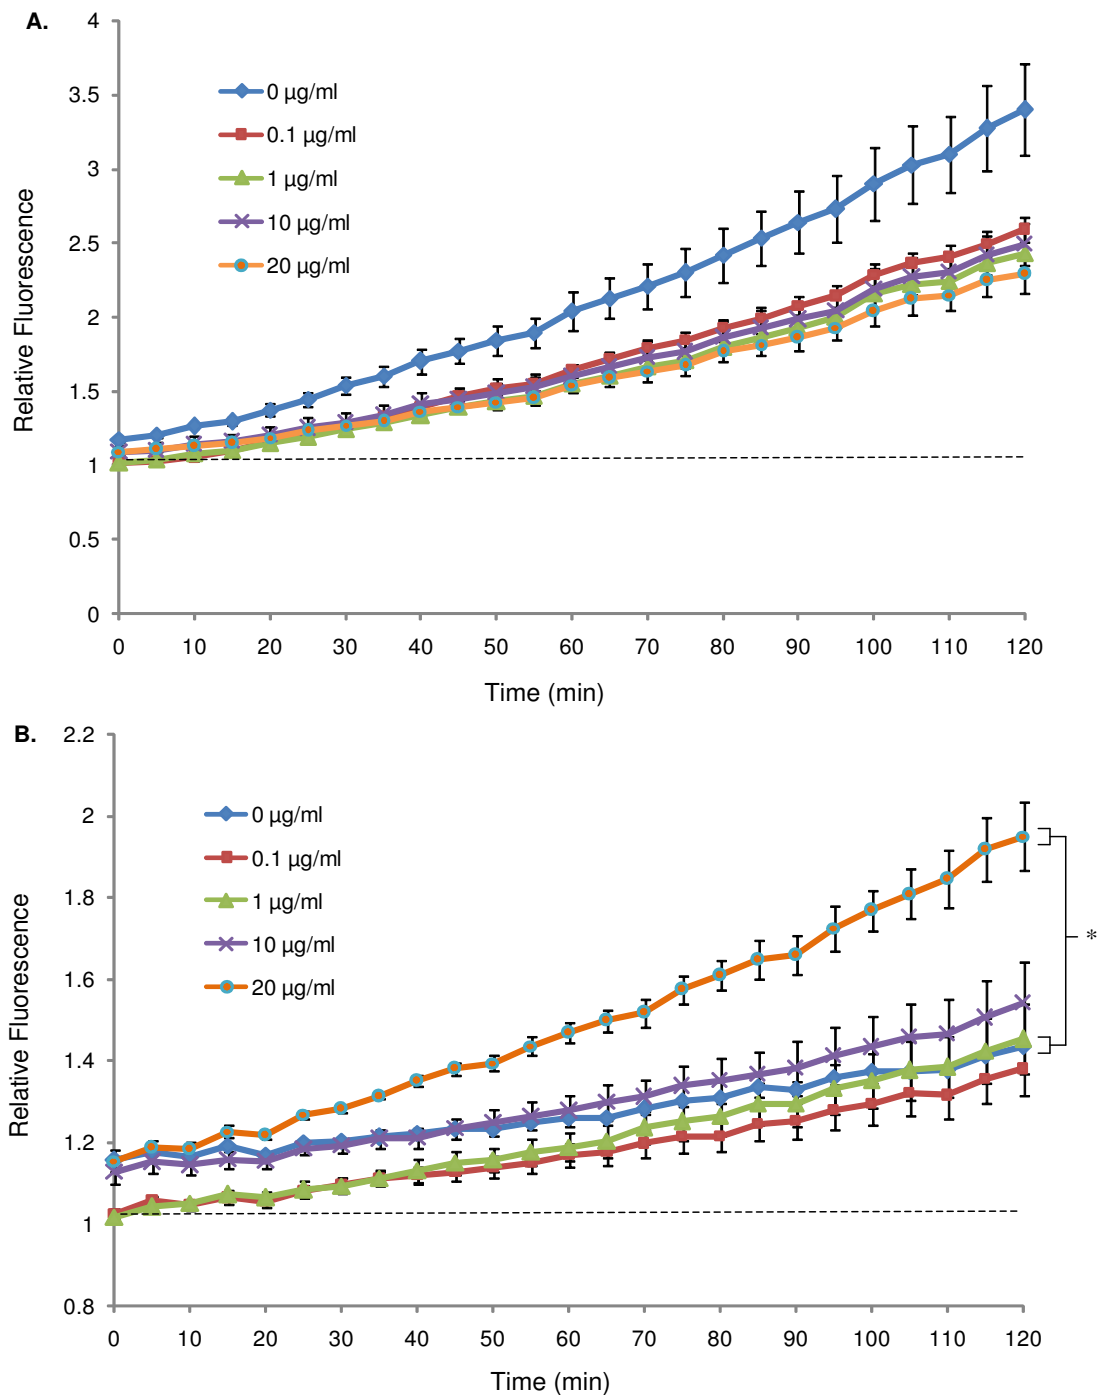 A.
4
3.5
3
2.5
2
1.5
1
0.5
0
Relative Fluorescence
0 µg/ml
0.1 µg/ml
1 µg/ml
10 µg/ml
20 µg/ml
0 10 20 30 40 50 60 70 80 90 100 110 120
Time (min)
B.
2.2
2
1.8
1.6
1.4
1.2
1
0.8
Relative Fluorescence
0 µg/ml
0.1 µg/ml
1 µg/ml
10 µg/ml
20 µg/ml
*
0 10 20 30 40 50 60 70 80 90 100 110 120
Time (min)